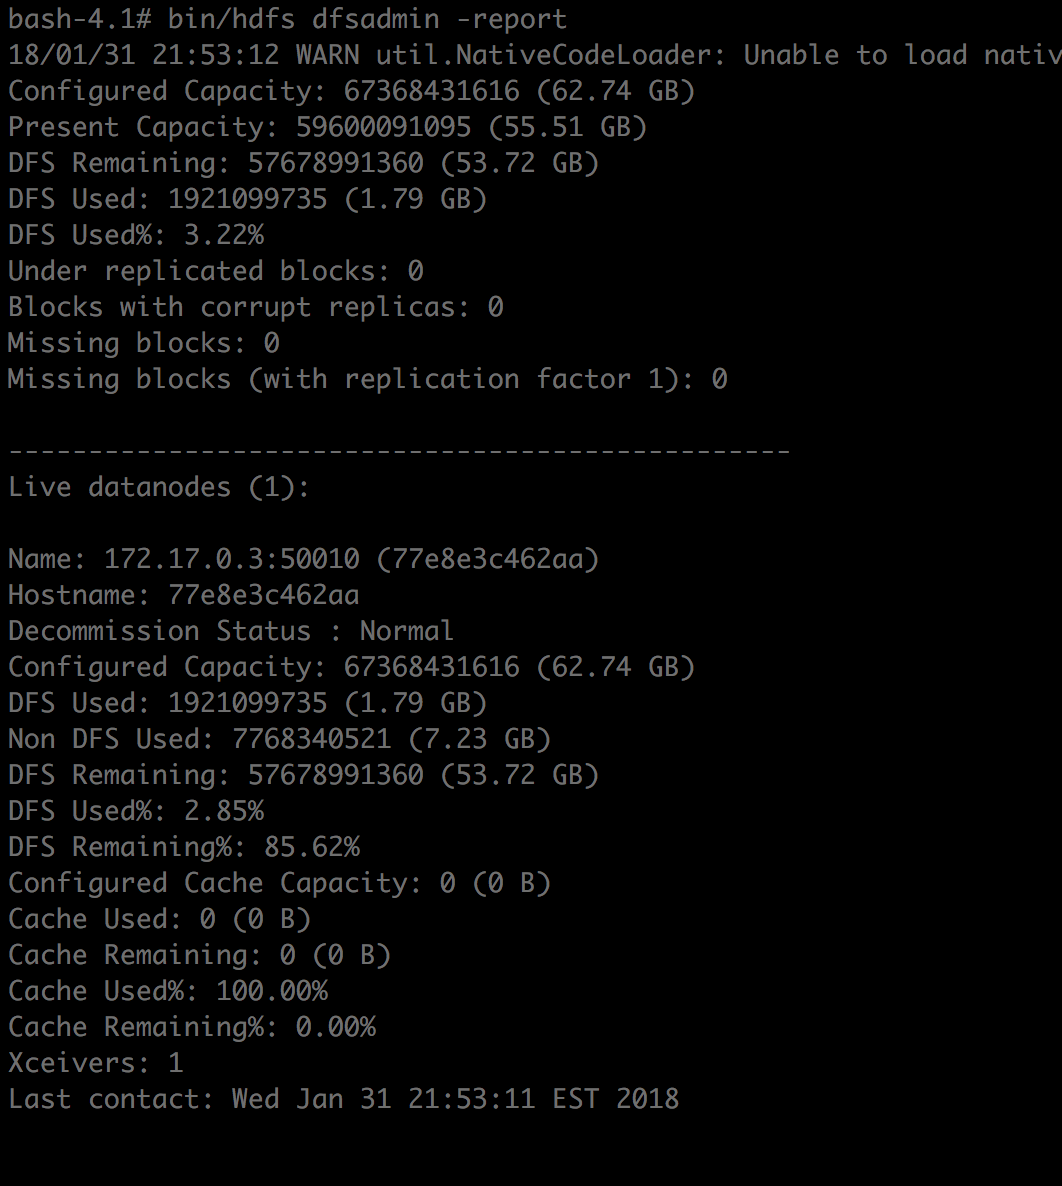 bash-4.1# bin/hdfs dfsadmin -report
18/01/31 21:53:12 WARN util.NativeCodeLoader: Unable to load nativ
Configured Capacity: 67368431616 (62.74 GB)
Present Capacity: 59600091095 (55.51 GB)
DFS Remaining: 57678991360 (53.72 GB)
DFS Used: 1921099735 (1.79 GB)
DFS Used%: 3.22%
Under replicated blocks: 0
Blocks with corrupt replicas: 0
Missing blocks: 0
Missing blocks (with replication factor 1): 0
-------------------------------------------------
Live datanodes (1):
Name: 172.17.0.3:50010 (77e8e3c462aa)
Hostname: 77e8e3c462aa
Decommission Status : Normal
Configured Capacity: 67368431616 (62.74 GB)
DFS Used: 1921099735 (1.79 GB)
Non DFS Used: 7768340521 (7.23 GB)
DFS Remaining: 57678991360 (53.72 GB)
DFS Used%: 2.85%
DFS Remaining%: 85.62%
Configured Cache Capacity: 0 (0 B)
Cache Used: 0 (0 B)
Cache Remaining: 0 (0 B)
Cache Used%: 100.00%
Cache Remaining%: 0.00%
Xceivers: 1
Last contact: Wed Jan 31 21:53:11 EST 2018